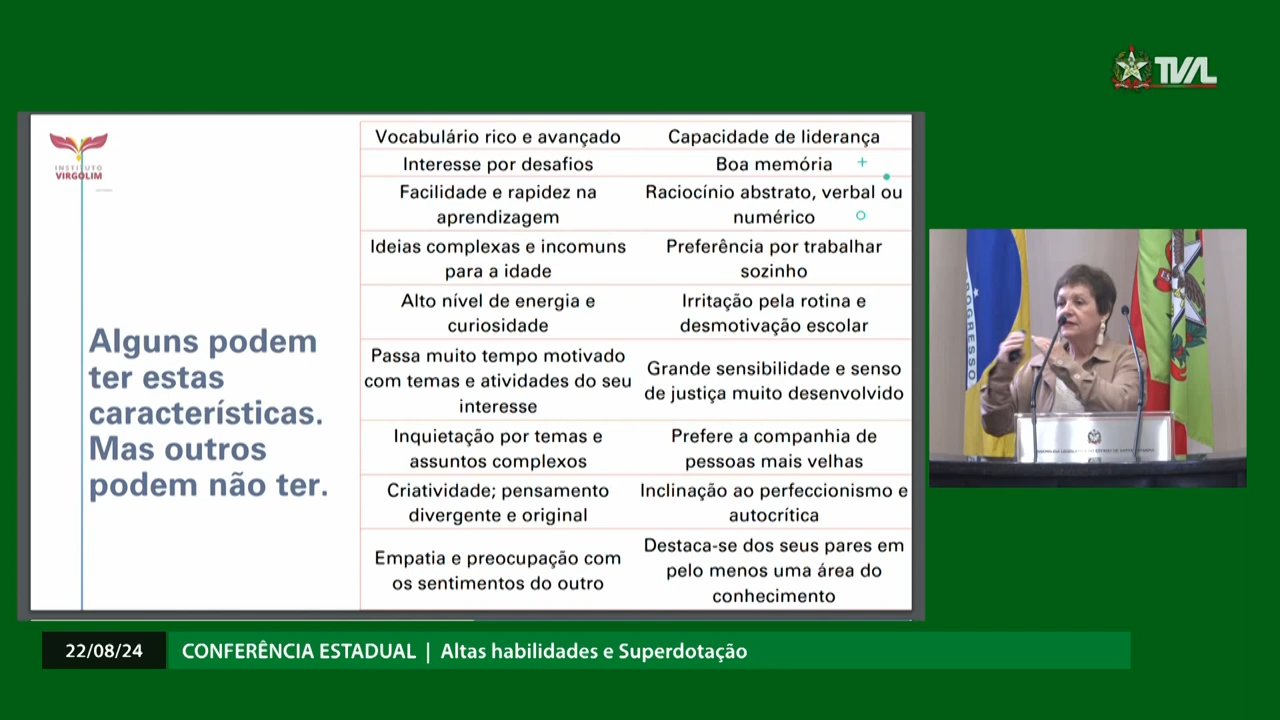 TVAL
INSTITUTO
VIRGOLIM
Alguns podem
ter estas
características.
Mas outros
podem não ter.
Vocabulário rico e avançado
Capacidade de liderança
Interesse por desafios
Boa memória
Facilidade e rapidez na
aprendizagem
Raciocínio abstrato, verbal ou
numérico
Ideias complexas e incomuns
para a idade
Preferência por trabalhar
sozinho
Alto nível de energia e
curiosidade
Irritação pela rotina e
desmotivação escolar
Passa muito tempo motivado
com temas e atividades do seu
interesse
Grande sensibilidade e senso
de justiça muito desenvolvido
Inquietação por temas e
assuntos complexos
Prefere a companhia de
pessoas mais velhas
Criatividade; pensamento
divergente e original
Inclinação ao perfeccionismo e
autocrítica
Empatia e preocupação com
os sentimentos do outro
Destaca-se dos seus pares em
pelo menos uma área do
conhecimento
PROGRESSO
22/08/24
CONFERÊNCIA ESTADUAL | Altas habilidades e Superdotação